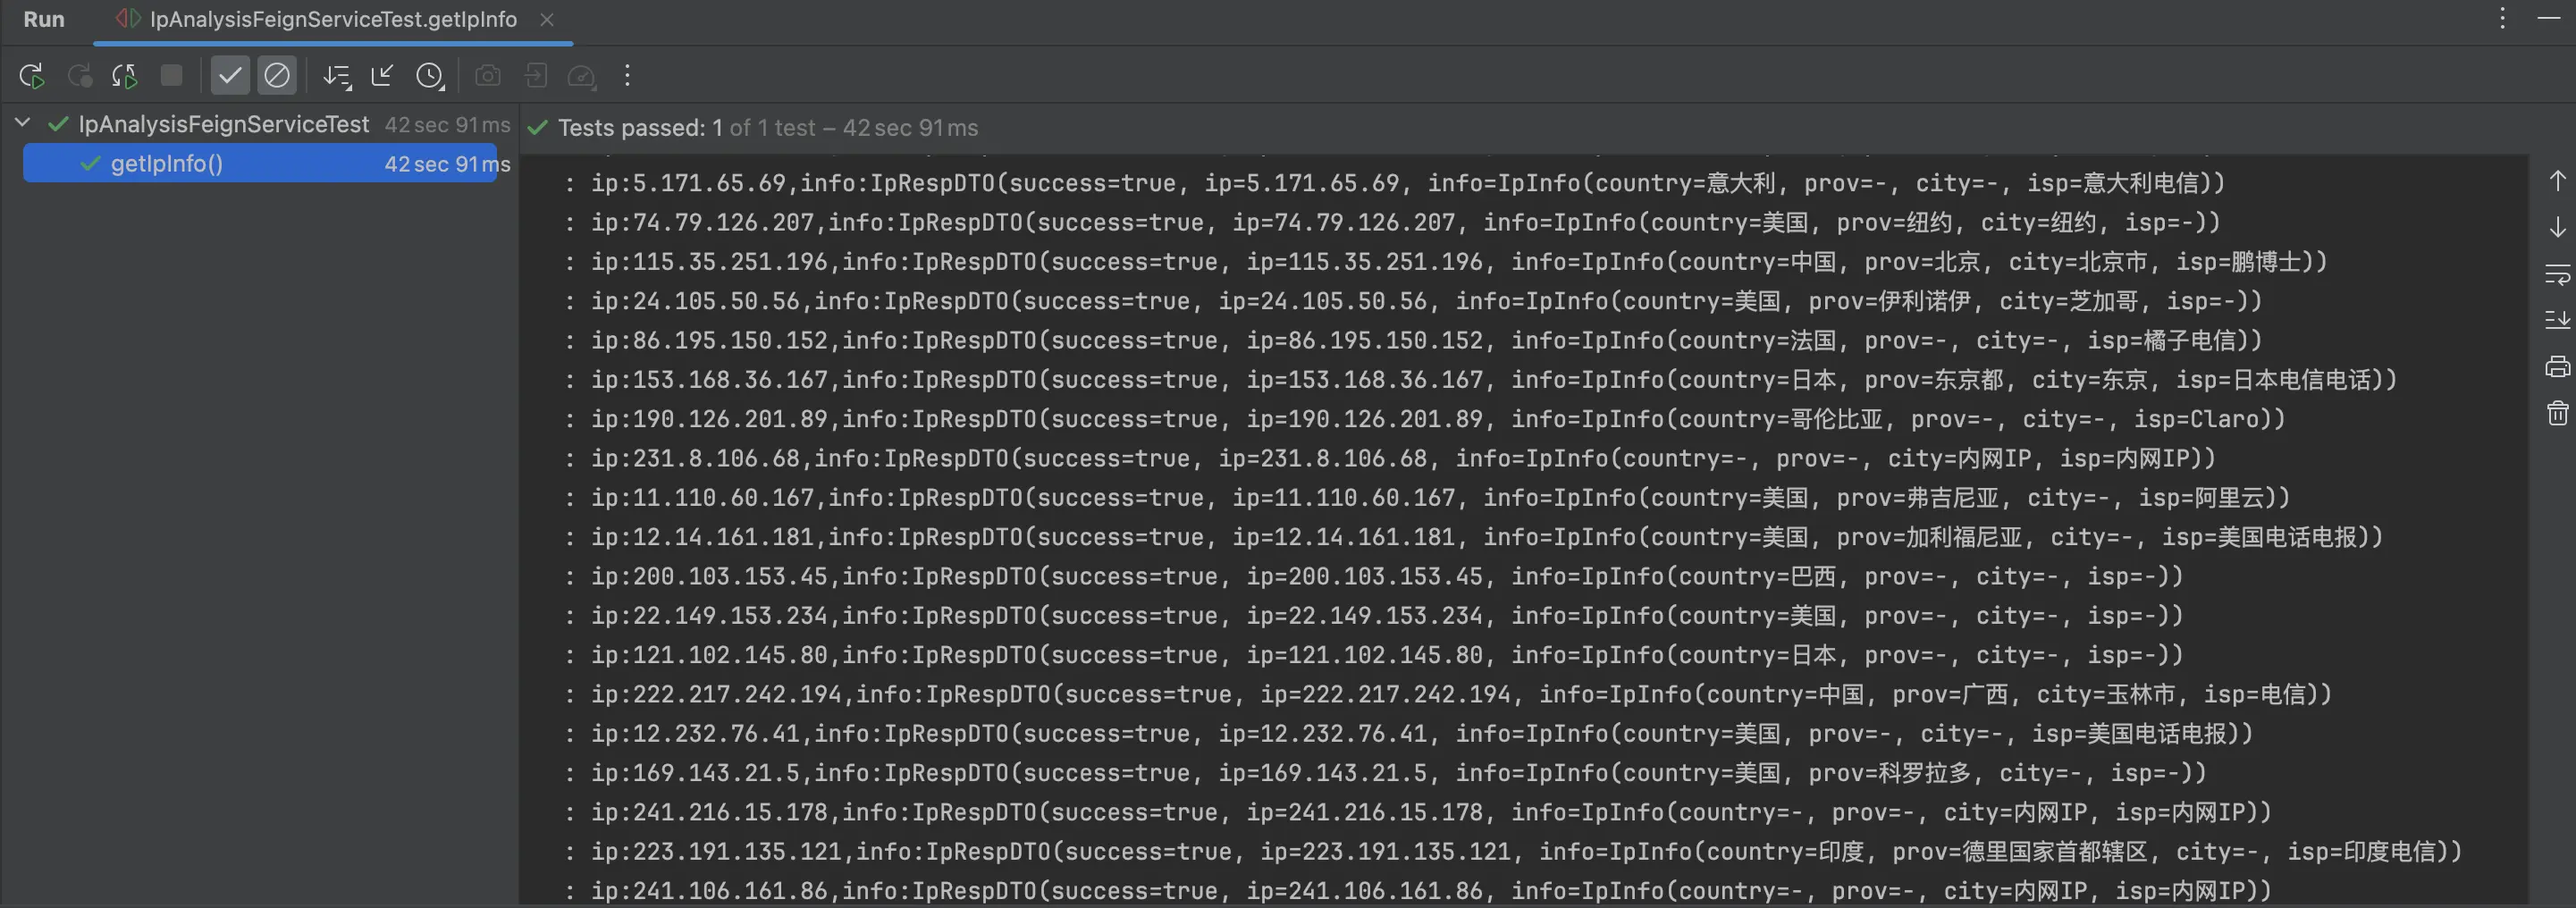 Run IpAnalysisFeignServiceTest.getIpInfo
IpAnalysisFeignServiceTest 42 sec 91 ms
getIpInfo() 42 sec 91 ms
Tests passed: 1 of 1 test – 42 sec 91 ms
: ip:5.171.65.69,info:IpRespDTO(success=true, ip=5.171.65.69, info=IpInfo(country=意大利, prov=-, city=-, isp=意大利电信))
: ip:74.79.126.207,info:IpRespDTO(success=true, ip=74.79.126.207, info=IpInfo(country=美国, prov=纽约, city=纽约, isp=-))
: ip:115.35.251.196,info:IpRespDTO(success=true, ip=115.35.251.196, info=IpInfo(country=中国, prov=北京, city=北京市, isp=鹏博士))
: ip:24.105.50.56,info:IpRespDTO(success=true, ip=24.105.50.56, info=IpInfo(country=美国, prov=伊利诺伊, city=芝加哥, isp=-))
: ip:86.195.150.152,info:IpRespDTO(success=true, ip=86.195.150.152, info=IpInfo(country=法国, prov=-, city=-, isp=橘子电信))
: ip:153.168.36.167,info:IpRespDTO(success=true, ip=153.168.36.167, info=IpInfo(country=日本, prov=东京都, city=东京, isp=日本电信电话))
: ip:190.126.201.89,info:IpRespDTO(success=true, ip=190.126.201.89, info=IpInfo(country=哥伦比亚, prov=-, city=-, isp=Claro))
: ip:231.8.106.68,info:IpRespDTO(success=true, ip=231.8.106.68, info=IpInfo(country=-, prov=-, city=内网IP, isp=内网IP))
: ip:11.110.60.167,info:IpRespDTO(success=true, ip=11.110.60.167, info=IpInfo(country=美国, prov=弗吉尼亚, city=-, isp=阿里云))
: ip:12.14.161.181,info:IpRespDTO(success=true, ip=12.14.161.181, info=IpInfo(country=美国, prov=加利福尼亚, city=-, isp=美国电话电报))
: ip:200.103.153.45,info:IpRespDTO(success=true, ip=200.103.153.45, info=IpInfo(country=巴西, prov=-, city=-, isp=-))
: ip:22.149.153.234,info:IpRespDTO(success=true, ip=22.149.153.234, info=IpInfo(country=美国, prov=-, city=-, isp=-))
: ip:121.102.145.80,info:IpRespDTO(success=true, ip=121.102.145.80, info=IpInfo(country=日本, prov=-, city=-, isp=-))
: ip:222.217.242.194,info:IpRespDTO(success=true, ip=222.217.242.194, info=IpInfo(country=中国, prov=广西, city=玉林市, isp=电信))
: ip:12.232.76.41,info:IpRespDTO(success=true, ip=12.232.76.41, info=IpInfo(country=美国, prov=-, city=-, isp=美国电话电报))
: ip:169.143.21.5,info:IpRespDTO(success=true, ip=169.143.21.5, info=IpInfo(country=美国, prov=科罗拉多, city=-, isp=-))
: ip:241.216.15.178,info:IpRespDTO(success=true, ip=241.216.15.178, info=IpInfo(country=-, prov=-, city=内网IP, isp=内网IP))
: ip:223.191.135.121,info:IpRespDTO(success=true, ip=223.191.135.121, info=IpInfo(country=印度, prov=德里国家首都辖区, city=-, isp=印度电信))
: ip:241.106.161.86,info:IpRespDTO(success=true, ip=241.106.161.86, info=IpInfo(country=-, prov=-, city=内网IP, isp=内网IP))